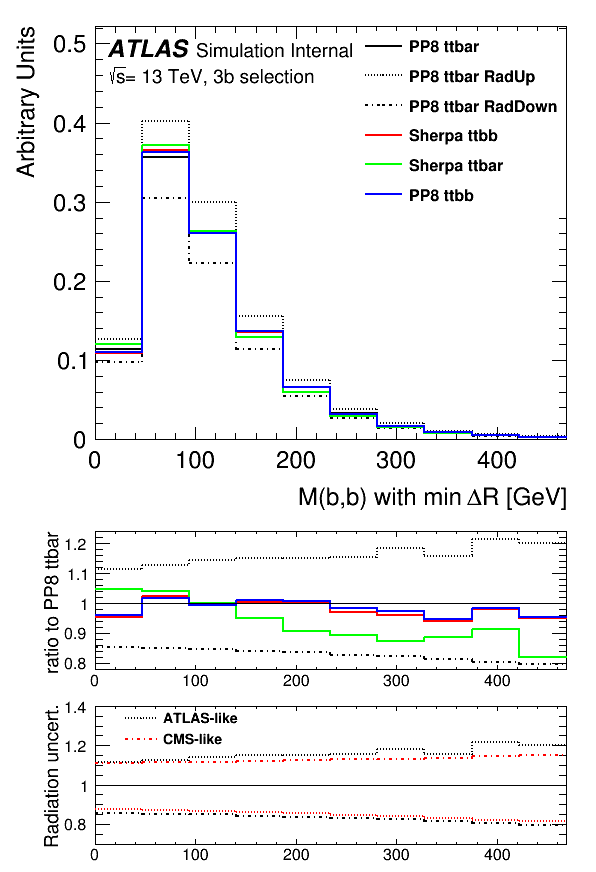 Arbitrary Units
0.5
0.4
0.3
0.2
0.1
0
ATLAS Simulation Internal
√s= 13 TeV, 3b selection
PP8 ttbar
PP8 ttbar RadUp
PP8 ttbar RadDown
Sherpa ttbb
Sherpa ttbar
PP8 ttbb
0 100 200 300 400
M(b,b) with min ΔR [GeV]
ratio to PP8 ttbar
1.2
1.1
1
0.9
0.8
0 100 200 300 400
Radiation uncert.
1.4
1.2
1
0.8
ATLAS-like
CMS-like
0 100 200 300 400